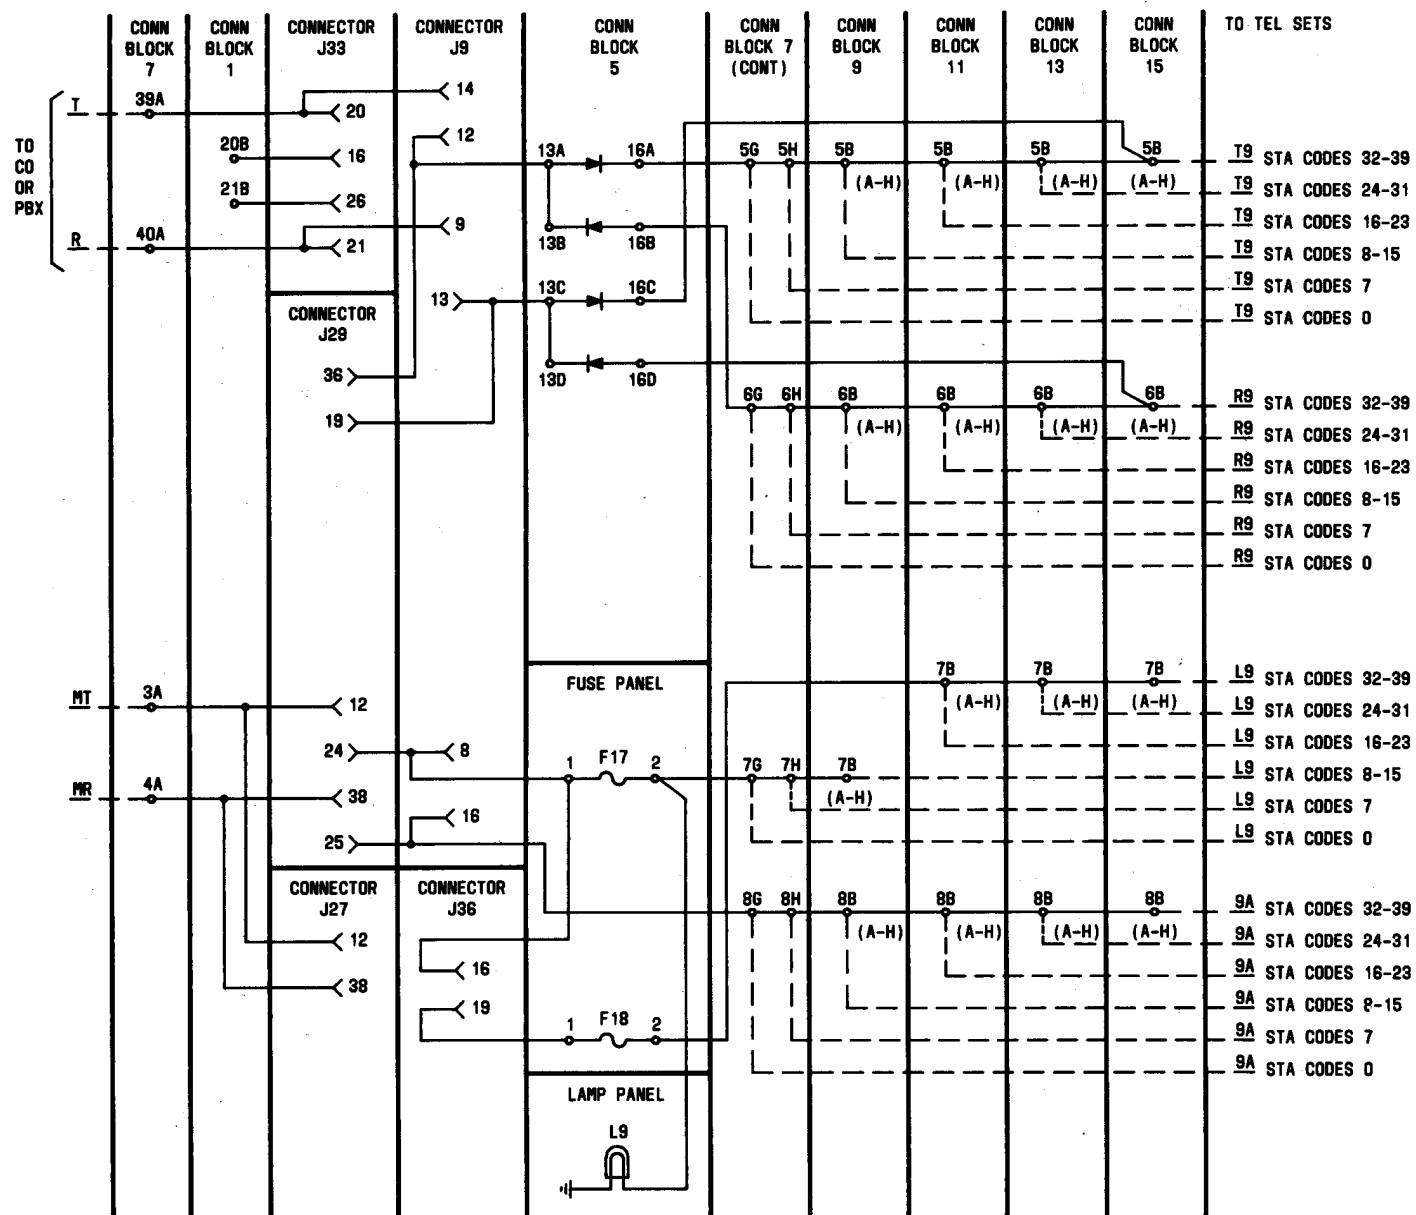 CONN BLOCK 7
CONN BLOCK 1
CONNECTOR J33
CONNECTOR J9
CONN BLOCK 5
CONN BLOCK 7 (CONT)
CONN BLOCK 9
CONN BLOCK 11
CONN BLOCK 13
CONN BLOCK 15
TO TEL SETS
TO CO OR PBX
T 39A 20 14
12
20B 16
21B 26
R 40A 21 9
13A 16A 5G 5H 5B 5B 5B 5B T9 STA CODES 32-39
(A-H) (A-H) (A-H) (A-H) T9 STA CODES 24-31
T9 STA CODES 16-23
13B 16B T9 STA CODES 8-15
13 13C 16C T9 STA CODES 7
T9 STA CODES 0
CONNECTOR J29
36
13D 16D
19
6G 6H 6B 6B 6B 6B R9 STA CODES 32-39
(A-H) (A-H) (A-H) (A-H) R9 STA CODES 24-31
R9 STA CODES 16-23
R9 STA CODES 8-15
R9 STA CODES 7
R9 STA CODES 0
FUSE PANEL
MT 3A 12
24 8
MR 4A 38
16
25
7B 7B 7B L9 STA CODES 32-39
(A-H) (A-H) (A-H) L9 STA CODES 24-31
L9 STA CODES 16-23
1 F17 2 7G 7H 7B L9 STA CODES 8-15
(A-H) L9 STA CODES 7
L9 STA CODES 0
CONNECTOR J27
CONNECTOR J36
12
38
16
19
8G 8H 8B 8B 8B 8B 9A STA CODES 32-39
(A-H) (A-H) (A-H) (A-H) 9A STA CODES 24-31
9A STA CODES 16-23
9A STA CODES 8-15
1 F18 2 9A STA CODES 7
9A STA CODES 0
LAMP PANEL
L9